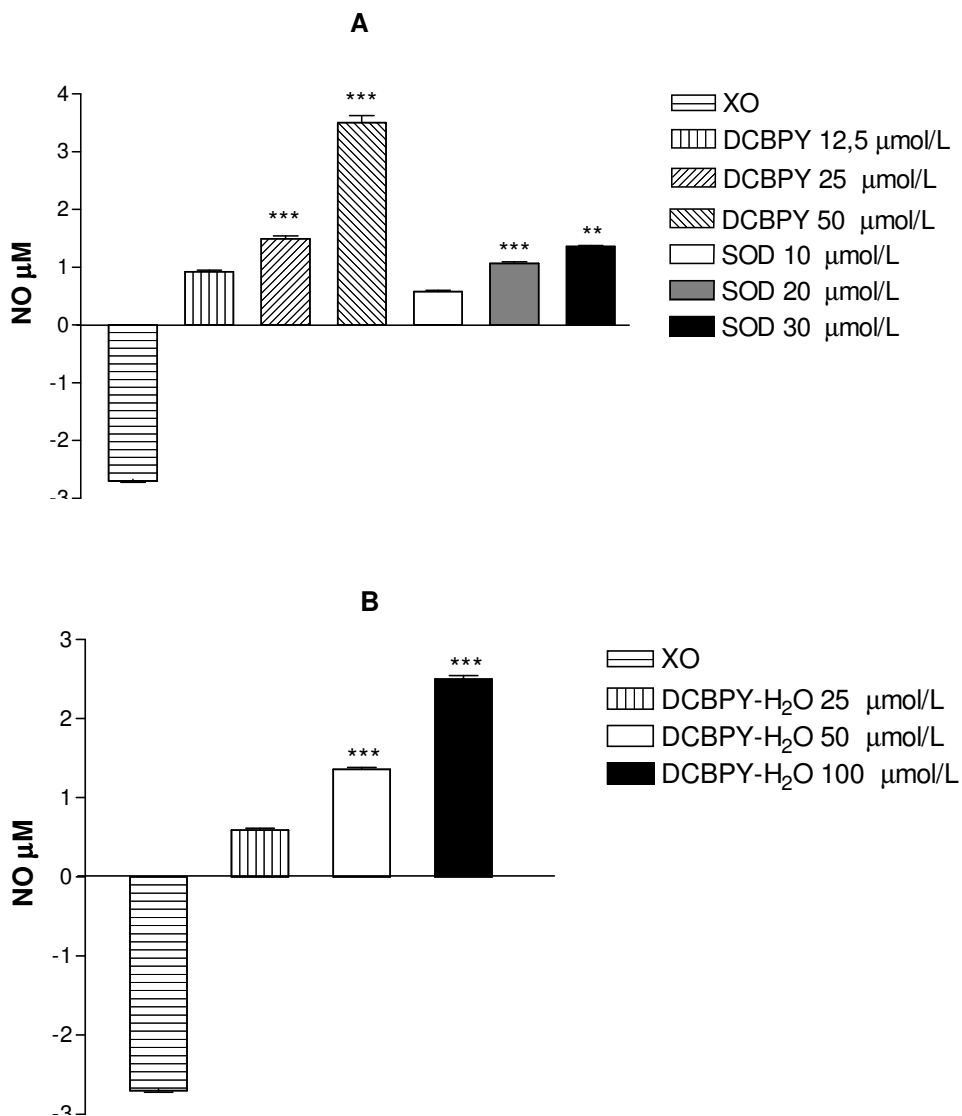 A
4
3
2
1
0
-1
-2
-3
NO μM
***
***
***
**
XO
DCBPY 12,5 μmol/L
DCBPY 25 μmol/L
DCBPY 50 μmol/L
SOD 10 μmol/L
SOD 20 μmol/L
SOD 30 μmol/L
B
3
2
1
0
-1
-2
-3
NO μM
***
***
XO
DCBPY-H₂O 25 μmol/L
DCBPY-H₂O 50 μmol/L
DCBPY-H₂O 100 μmol/L